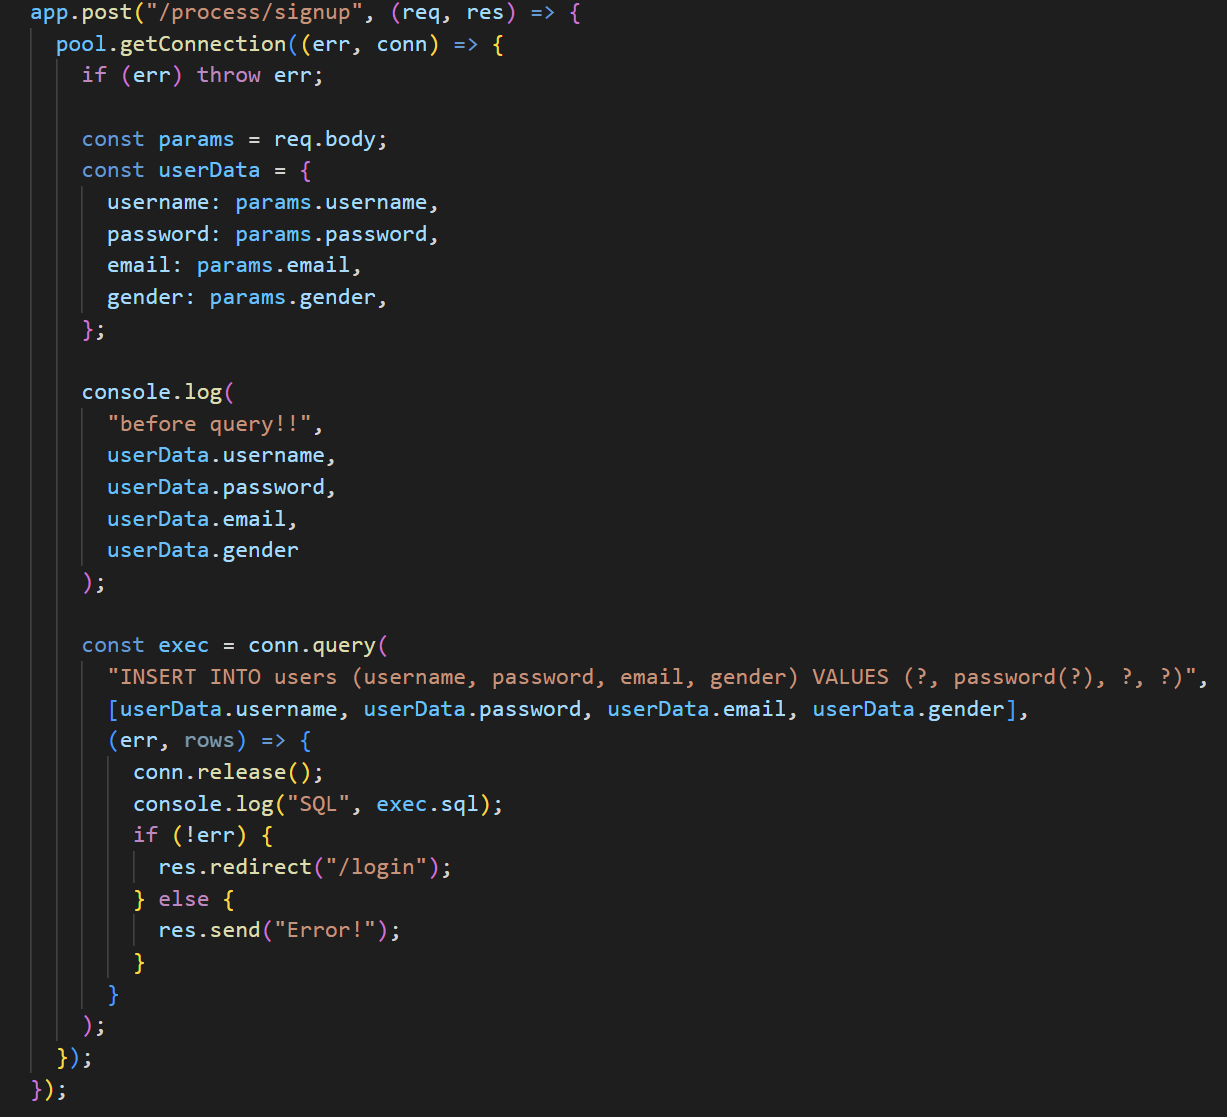 app.post("/process/signup", (req, res) => {
  pool.getConnection((err, conn) => {
    if (err) throw err;

    const params = req.body;
    const userData = {
      username: params.username,
      password: params.password,
      email: params.email,
      gender: params.gender,
    };

    console.log(
      "before query!!",
      userData.username,
      userData.password,
      userData.email,
      userData.gender
    );

    const exec = conn.query(
      "INSERT INTO users (username, password, email, gender) VALUES (?, password(?), ?, ?)",
      [userData.username, userData.password, userData.email, userData.gender],
      (err, rows) => {
        conn.release();
        console.log("SQL", exec.sql);
        if (!err) {
          res.redirect("/login");
        } else {
          res.send("Error!");
        }
      }
    );
  });
});